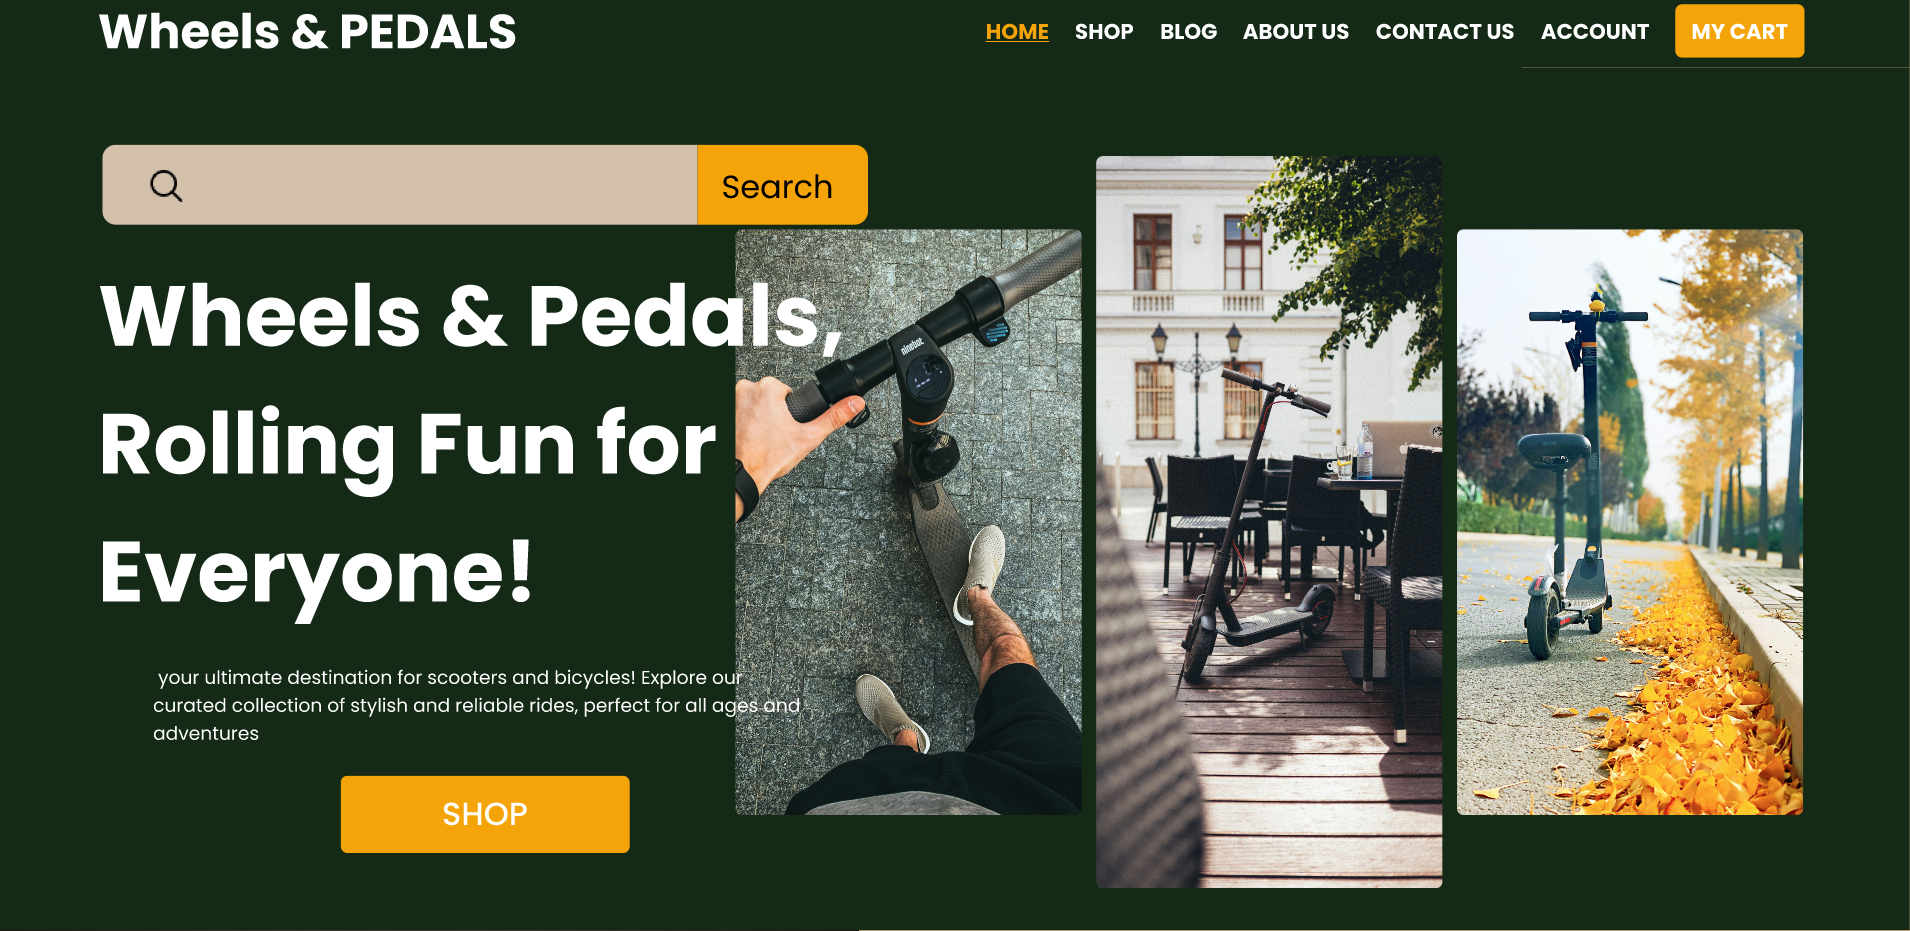 Wheels & PEDALS
HOME SHOP BLOG ABOUT US CONTACT US ACCOUNT MY CART
Search
Wheels & Pedals,
Rolling Fun for
Everyone!
ninebot
your ultimate destination for scooters and bicycles! Explore our
curated collection of stylish and reliable rides, perfect for all ages and
adventures
SHOP